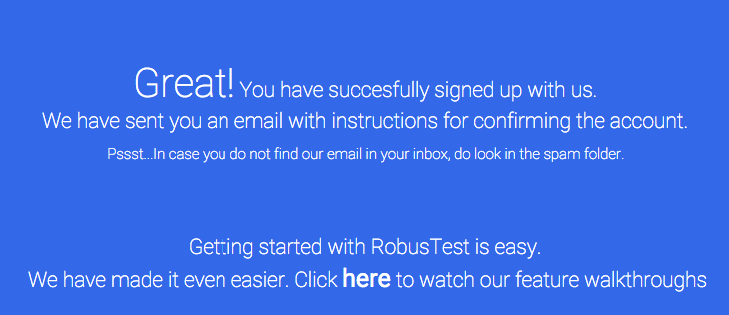 Great! You have succesfully signed up with us.
We have sent you an email with instructions for confirming the account.
Pssst...In case you do not find our email in your inbox, do look in the spam folder.
Getting started with RobusTest is easy.
We have made it even easier. Click here to watch our feature walkthroughs